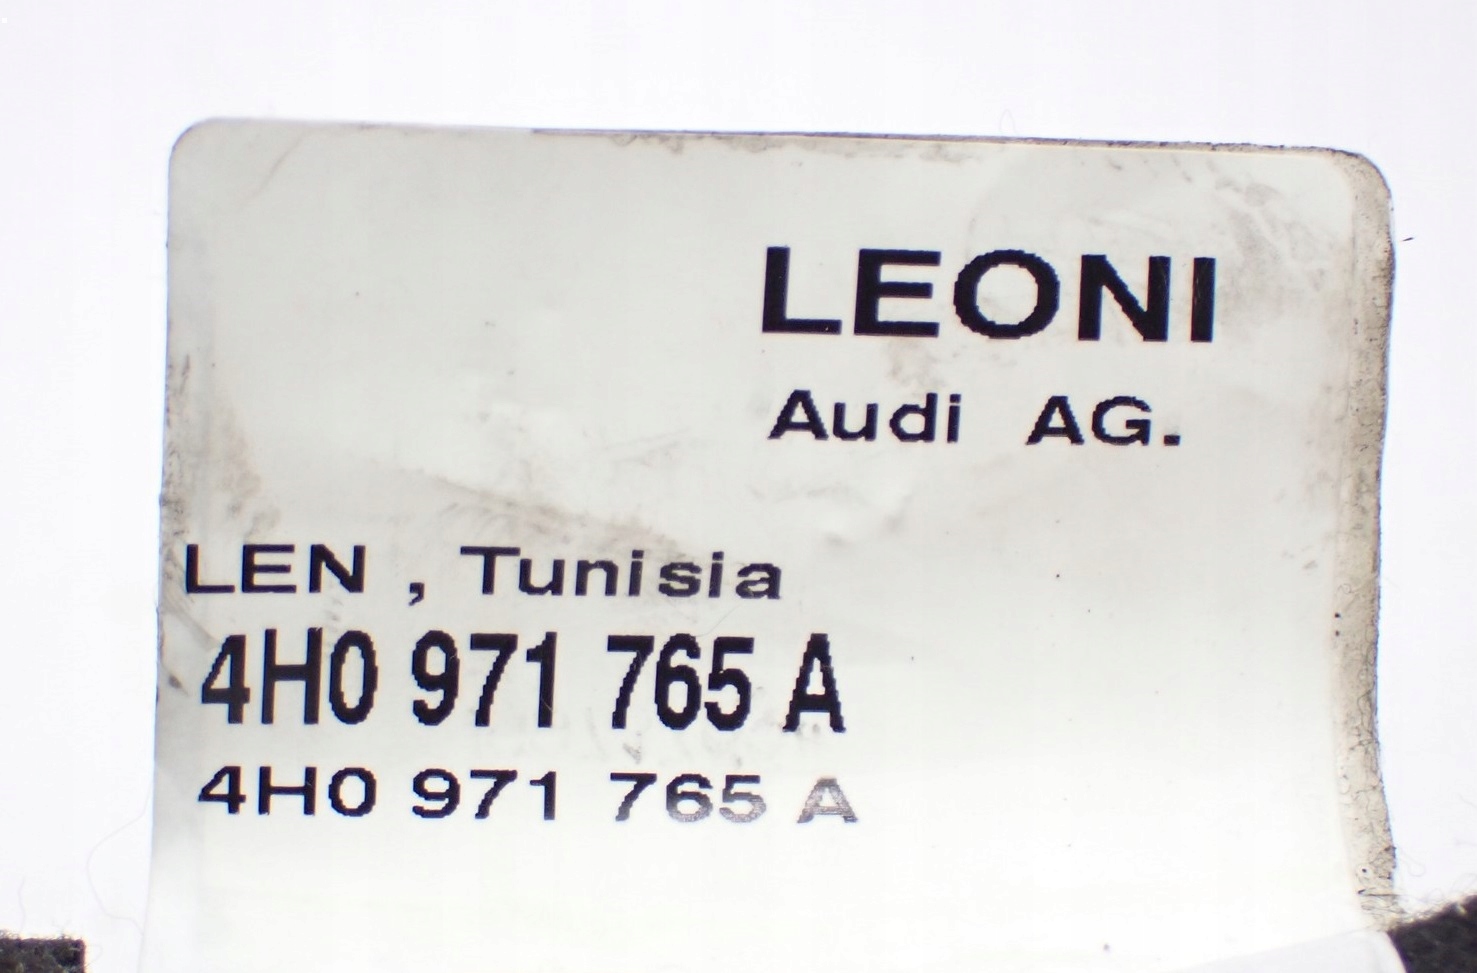 LEONI
Audi AG.
LEN , Tunisia
4H0 971 765 A
4H0 971 765 A